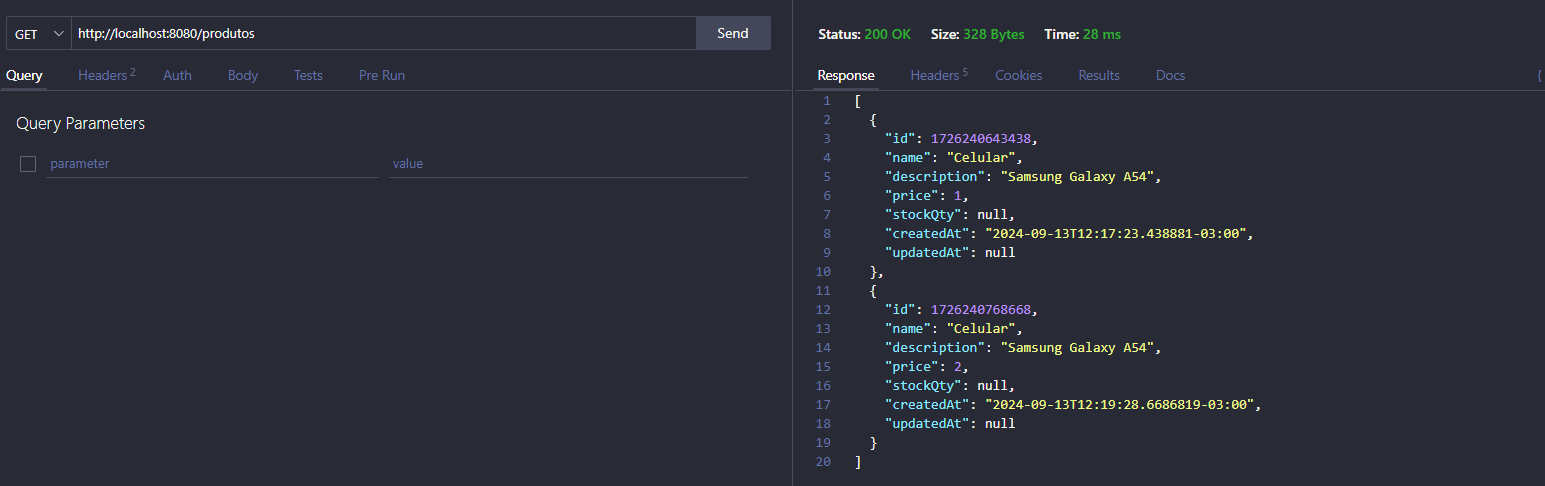 GET http://localhost:8080/produtos Send
Query Headers 2 Auth Body Tests Pre Run
Query Parameters
parameter value
Status: 200 OK Size: 328 Bytes Time: 28 ms
Response Headers 5 Cookies Results Docs {
1 [
2 {
3 "id": 1726240643438,
4 "name": "Celular",
5 "description": "Samsung Galaxy A54",
6 "price": 1,
7 "stockQty": null,
8 "createdAt": "2024-09-13T12:17:23.438881-03:00",
9 "updatedAt": null
10 },
11 {
12 "id": 1726240768668,
13 "name": "Celular",
14 "description": "Samsung Galaxy A54",
15 "price": 2,
16 "stockQty": null,
17 "createdAt": "2024-09-13T12:19:28.6686819-03:00",
18 "updatedAt": null
19 }
20 ]